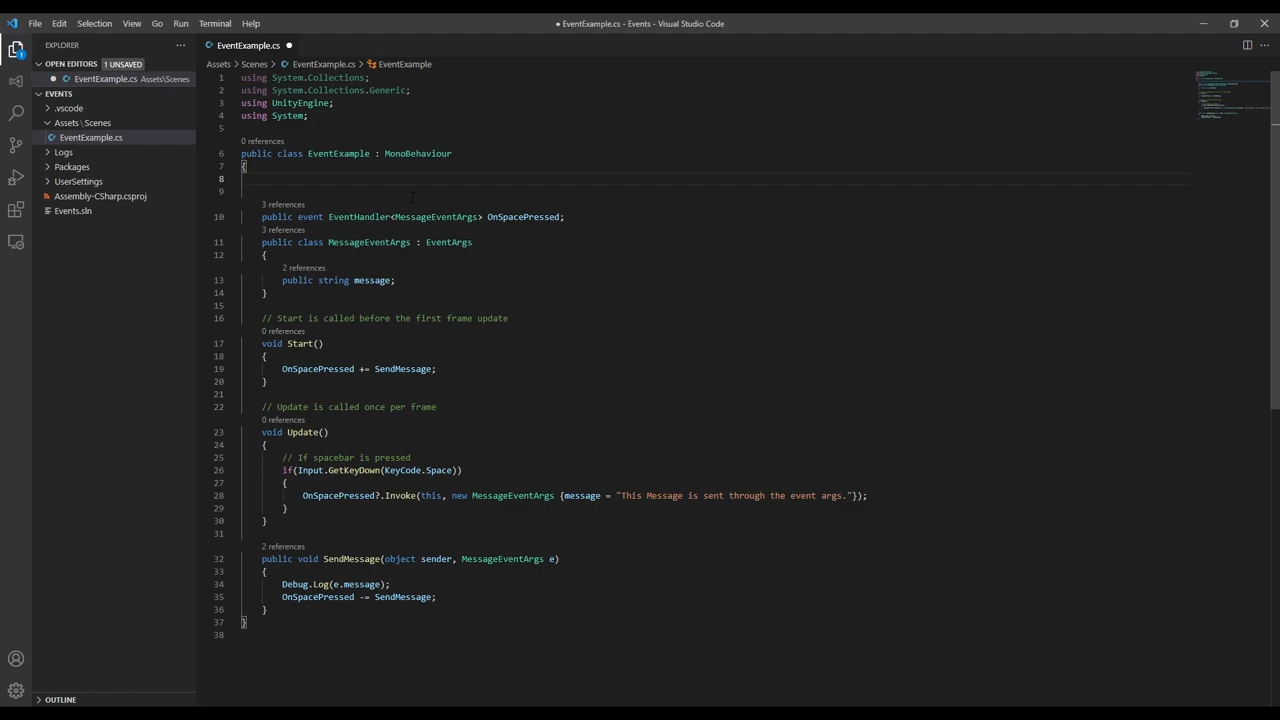 File Edit Selection View Go Run Terminal Help
● EventExample.cs - Events - Visual Studio Code
EXPLORER
OPEN EDITORS 1 UNSAVED
EventExample.cs Assets\Scenes
EVENTS
.vscode
Assets \ Scenes
EventExample.cs
Logs
Packages
UserSettings
Assembly-CSharp.csproj
Events.sln
OUTLINE
1
EventExample.cs
Assets > Scenes > EventExample.cs > EventExample
1 using System.Collections;
2 using System.Collections.Generic;
3 using UnityEngine;
4 using System;
5
0 references
6 public class EventExample : MonoBehaviour
7 {
8
9
3 references
10 public event EventHandler<MessageEventArgs> OnSpacePressed;
3 references
11 public class MessageEventArgs : EventArgs
12 {
2 references
13 public string message;
14 }
15
16 // Start is called before the first frame update
0 references
17 void Start()
18 {
19 OnSpacePressed += SendMessage;
20 }
21
22 // Update is called once per frame
0 references
23 void Update()
24 {
25 // If spacebar is pressed
26 if(Input.GetKeyDown(KeyCode.Space))
27 {
28 OnSpacePressed?.Invoke(this, new MessageEventArgs {message = "This Message is sent through the event args."});
29 }
30 }
31
2 references
32 public void SendMessage(object sender, MessageEventArgs e)
33 {
34 Debug.Log(e.message);
35 OnSpacePressed -= SendMessage;
36 }
37 }
38